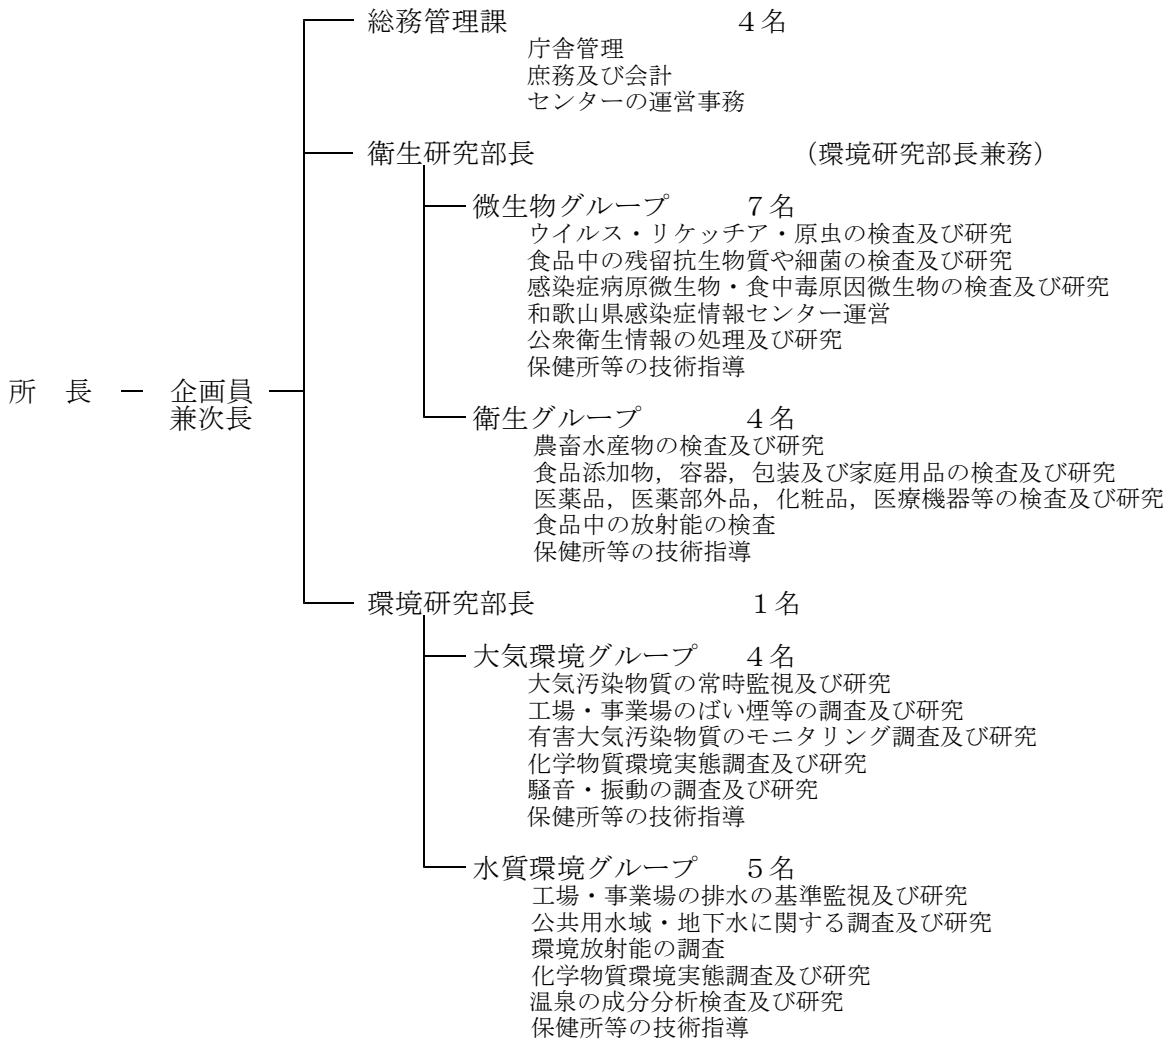 総務管理課 4名
庁舎管理
庶務及び会計
センターの運営事務
衛生研究部長 (環境研究部長兼務)
微生物グループ 7名
ウイルス・リケッチア・原虫の検査及び研究
食品中の残留抗生物質や細菌の検査及び研究
感染症病原微生物・食中毒原因微生物の検査及び研究
和歌山県感染症情報センター運営
公衆衛生情報の処理及び研究
保健所等の技術指導
所 長 ー 企画員
兼次長
衛生グループ 4名
農畜水産物の検査及び研究
食品添加物，容器，包装及び家庭用品の検査及び研究
医薬品，医薬部外品，化粧品，医療機器等の検査及び研究
食品中の放射能の検査
保健所等の技術指導
環境研究部長 1名
大気環境グループ 4名
大気汚染物質の常時監視及び研究
工場・事業場のばい煙等の調査及び研究
有害大気汚染物質のモニタリング調査及び研究
化学物質環境実態調査及び研究
騒音・振動の調査及び研究
保健所等の技術指導
水質環境グループ 5名
工場・事業場の排水の基準監視及び研究
公共用水域・地下水に関する調査及び研究
環境放射能の調査
化学物質環境実態調査及び研究
温泉の成分分析検査及び研究
保健所等の技術指導